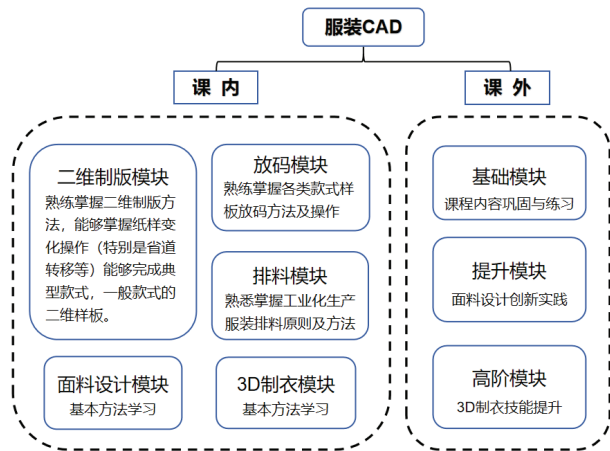 服装CAD
课 内
课 外
二维制版模块
熟练掌握二维制版方
法，能够掌握纸样变
化操作（特别是省道
转移等）能够完成典
型款式，一般款式的
二维样板。
放码模块
熟练掌握各类款式样
板放码方法及操作
排料模块
熟悉掌握工业化生产
服装排料原则及方法
面料设计模块
基本方法学习
3D制衣模块
基本方法学习
基础模块
课程内容巩固与练习
提升模块
面料设计创新实践
高阶模块
3D制衣技能提升